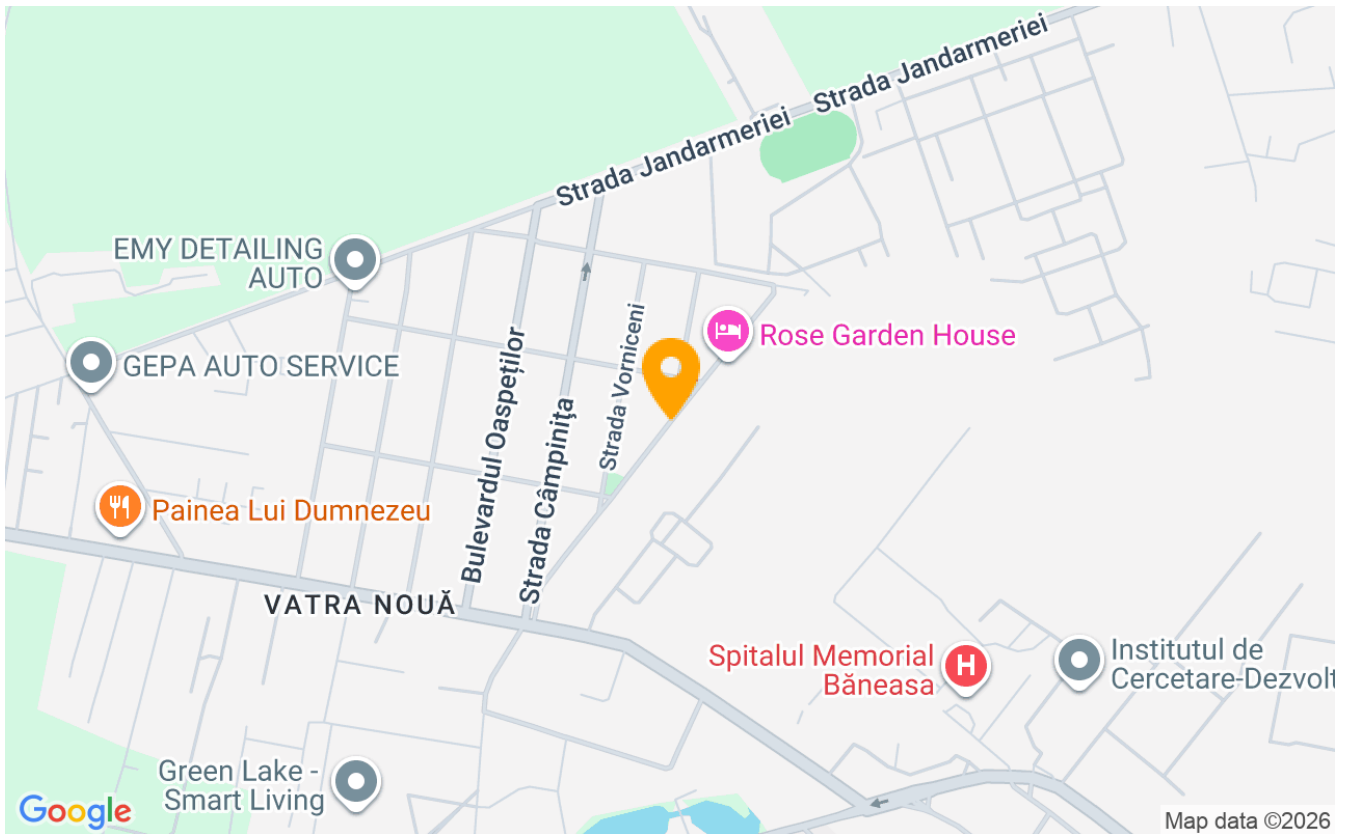 Strada Jandarmeriei
Strada Jandarmeriei
EMY DETAILING
AUTO
Rose Garden House
GEPA AUTO SERVICE
Bulevardul Oaspeților
Strada Câmpinița
Strada Vorniceni
Painea Lui Dumnezeu
VATRA NOUĂ
Spitalul Memorial
Băneasa
H
Institutul de
Cercetare-Dezvolt
Green Lake -
Smart Living
Google
Map data ©2026